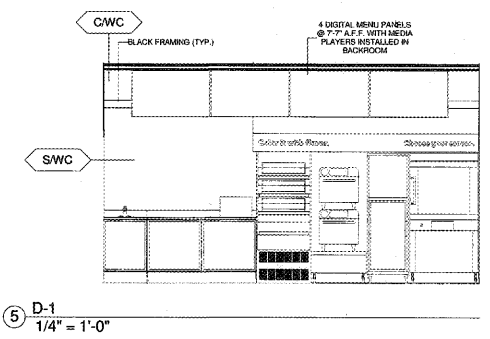 C/WC
BLACK FRAMING (TYP.)
4 DIGITAL MENU PANELS
@ 7'-7" A.F.F. WITH MEDIA
PLAYERS INSTALLED IN
BACKROOM
S/WC
5
D-1
1/4" = 1'-0"